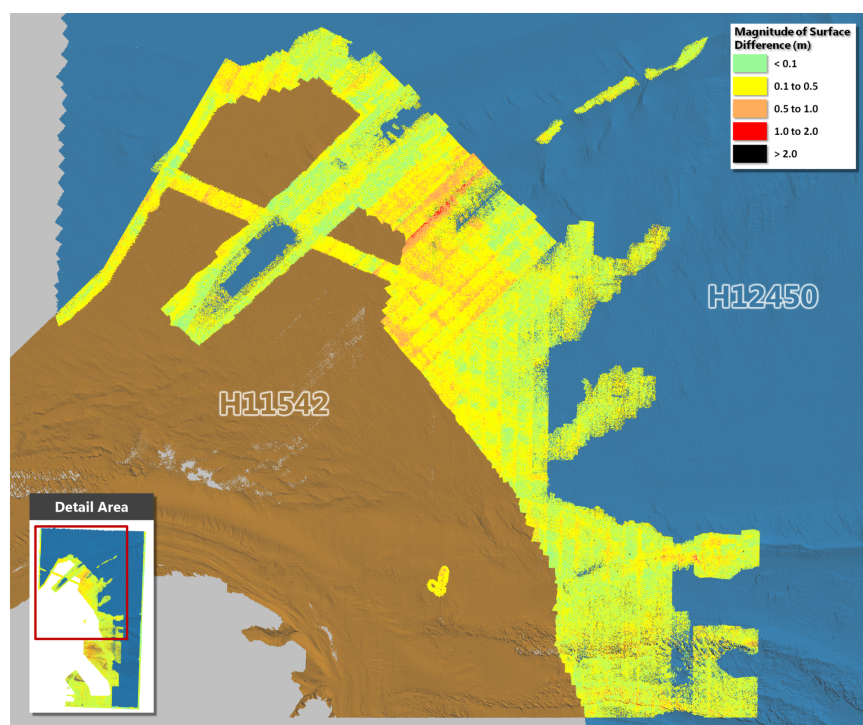 Magnitude of Surface
Difference (m)
< 0.1
0.1 to 0.5
0.5 to 1.0
1.0 to 2.0
> 2.0
H12450
H11542
Detail Area